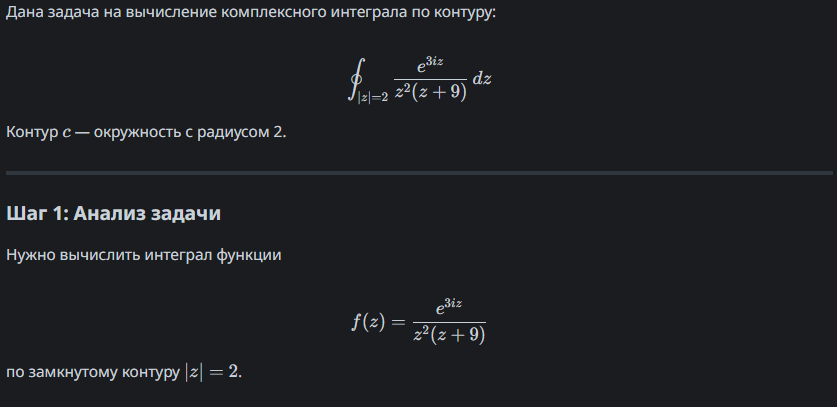 Дана задача на вычисление комплексного интеграла по контуру:
$$\oint_{|z|=2} \frac{e^{3iz}}{z^2(z+9)} \, dz$$
Контур $c$ — окружность с радиусом 2.
Шаг 1: Анализ задачи
Нужно вычислить интеграл функции
$$f(z) = \frac{e^{3iz}}{z^2(z+9)}$$
по замкнутому контуру $|z| = 2$.